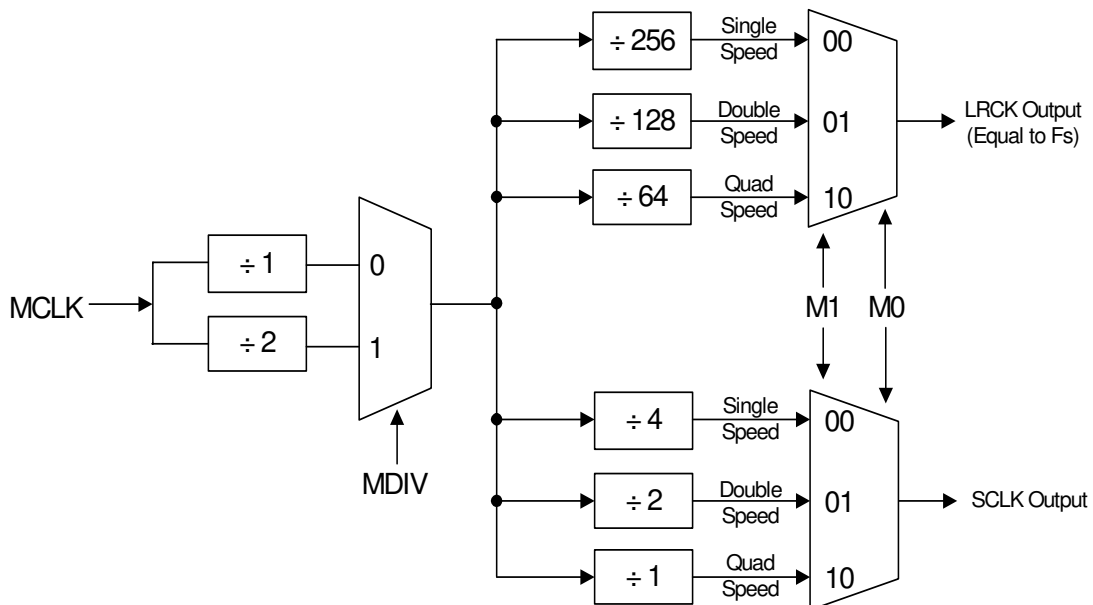 MCLK
÷ 1
÷ 2
0
1
MDIV
÷ 256
Single
Speed
00
÷ 128
Double
Speed
01
÷ 64
Quad
Speed
10
LRCK Output
(Equal to Fs)
M1
M0
÷ 4
Single
Speed
00
÷ 2
Double
Speed
01
÷ 1
Quad
Speed
10
SCLK Output